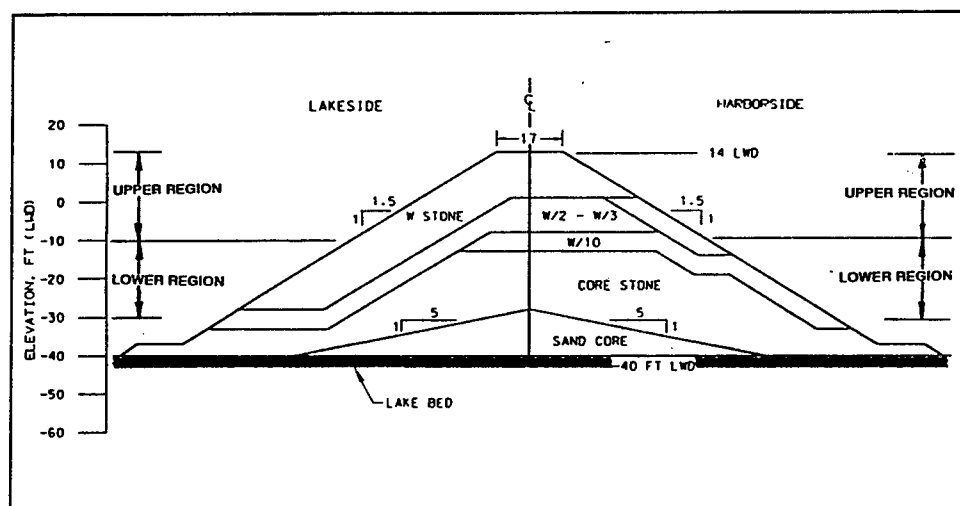 LAKESIDE
C
L
HARBOPSIDE
17
14 LWD
20
10
0
-10
-20
-30
-40
-50
-60
ELEVATION, FT (LWD)
UPPER REGION
LOWER REGION
1.5
1
W STONE
W/2 - W/3
W/10
CORE STONE
1.5
1
UPPER REGION
LOWER REGION
5
1
5
1
SAND CORE
-40 FT LWD
LAKE BED